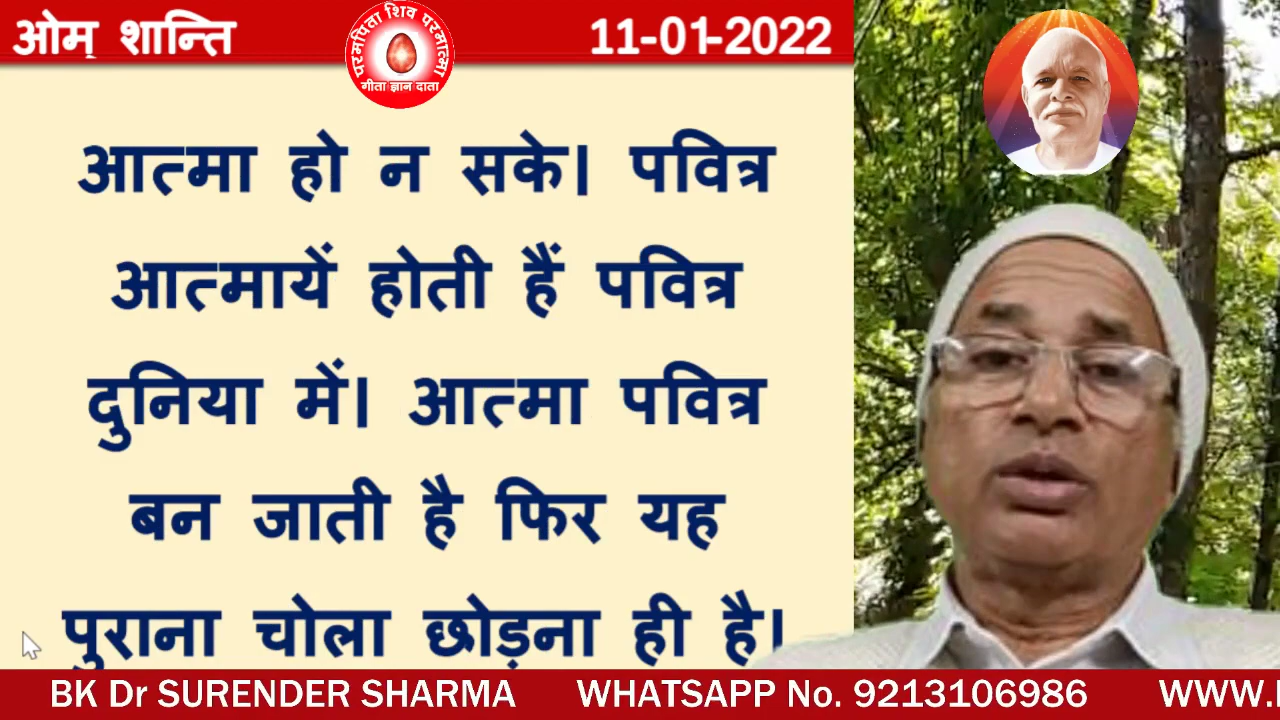 ओम् शान्ति
परमपिता शिव परमात्मा
गीता ज्ञान दाता
11-01-2022
आत्मा हो न सके। पवित्र
आत्मायें होती हैं पवित्र
दुनिया में। आत्मा पवित्र
बन जाती है फिर यह
पुराना चोला छोड़ना ही है।
BK Dr SURENDER SHARMA WHATSAPP No. 9213106986 WWW.